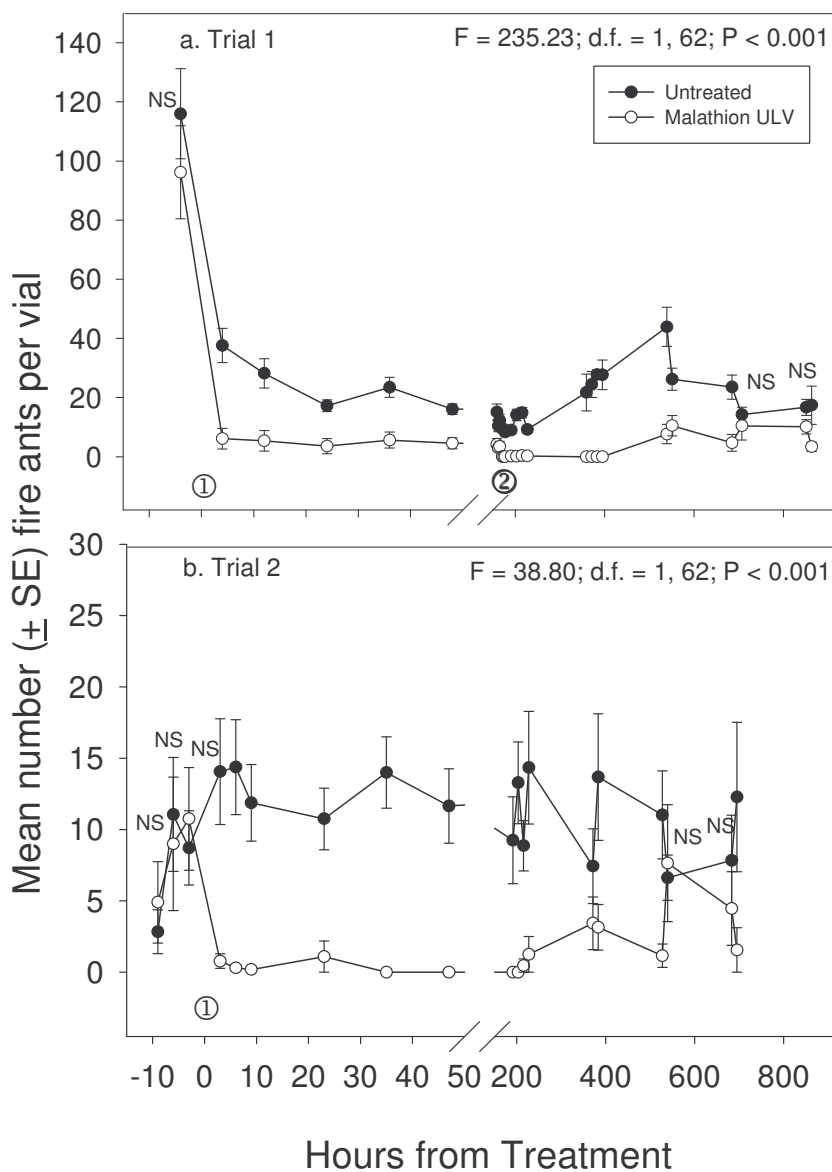 Mean number (± SE) fire ants per vial
140
120
100
80
60
40
20
0
a. Trial 1
F = 235.23; d.f. = 1, 62; P < 0.001
Untreated
Malathion ULV
NS
NS
NS
①
②
30
25
20
15
10
5
0
b. Trial 2
F = 38.80; d.f. = 1, 62; P < 0.001
NS
NS
NS
NS
NS
①
-10 0 10 20 30 40 50 200 400 600 800
Hours from Treatment